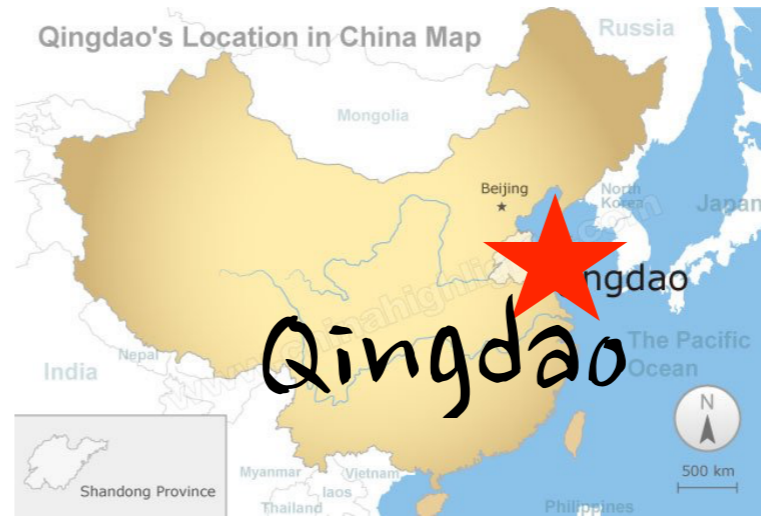 Qingdao's Location in China Map
Russia
Mongolia
Beijing
North
Korea
Japan
ngdao
Qingdao
The Pacific
Ocean
Nepal
India
N
500 km
Shandong Province
Myanmar
Vietnam
laos
Thailand
Philippines